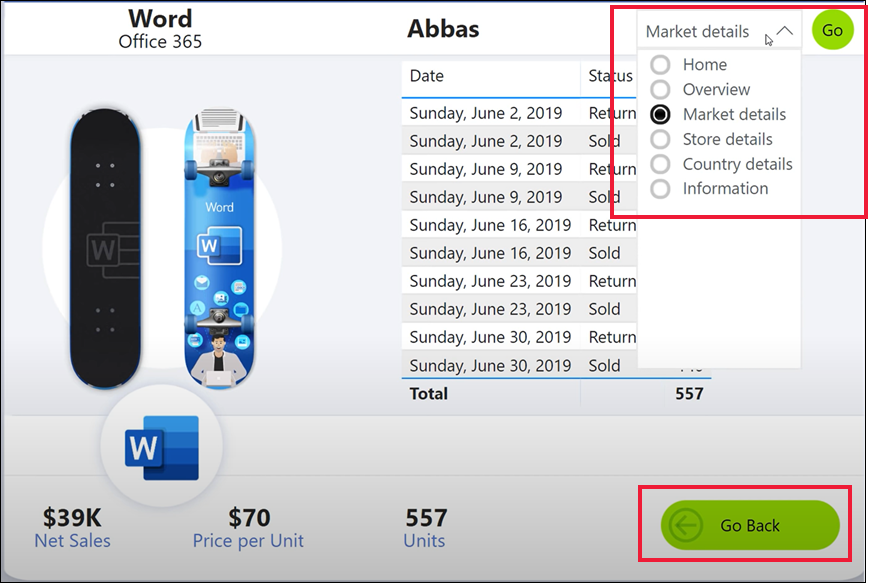 Word
Office 365
Abbas
Market details
Go
Home
Overview
Market details
Store details
Country details
Information
Date Status
Sunday, June 2, 2019 Return
Sunday, June 2, 2019 Sold
Sunday, June 9, 2019 Return
Sunday, June 9, 2019 Sold
Sunday, June 16, 2019 Return
Sunday, June 16, 2019 Sold
Sunday, June 23, 2019 Return
Sunday, June 23, 2019 Sold
Sunday, June 30, 2019 Return
Sunday, June 30, 2019 Sold
Total 557
Word
W
W
W
$39K
Net Sales
$70
Price per Unit
557
Units
Go Back